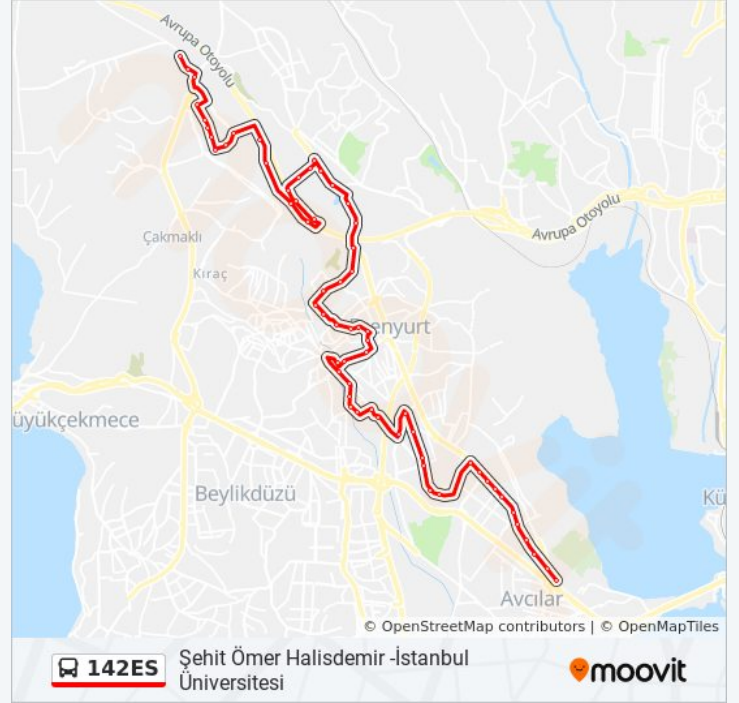 Avrupa Otoyolu
Avrupa Otoyolu
Çakmaklı
Kıraç
enyurt
üyükçekmece
Beylikdüzü
Kü
Avcılar
© OpenStreetMap contributors | © OpenMapTiles
142ES
Şehit Ömer Halisdemir -İstanbul
Üniversitesi
moovit